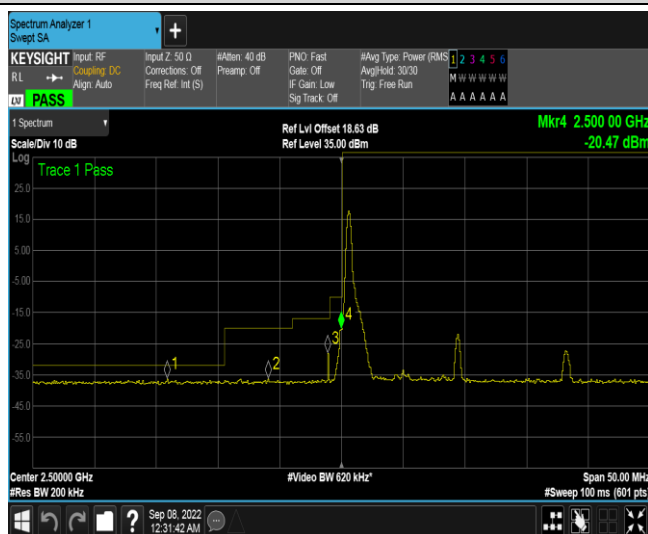 Spectrum Analyzer 1
Swept SA
+
KEYSIGHT
RL
LXI PASS
Input: RF
Coupling: DC
Align: Auto
Input Z: 50 Ω
Corrections: Off
Freq Ref: Int (S)
#Atten: 40 dB
Preamp: Off
PNO: Fast
Gate: Off
IF Gain: Low
Sig Track: Off
#Avg Type: Power (RMS
Avg|Hold: 30/30
Trig: Free Run
1 2 3 4 5 6
M W W W W W
A A A A A A
1 Spectrum
Scale/Div 10 dB
Ref Lvl Offset 18.63 dB
Ref Level 35.00 dBm
Mkr4 2.500 00 GHz
-20.47 dBm
Log
Trace 1 Pass
25.0
15.0
5.00
-5.00
-15.0
-25.0
-35.0
-45.0
-55.0
1
2
3
4
Center 2.50000 GHz
#Res BW 200 kHz
#Video BW 620 kHz*
Span 50.00 MHz
#Sweep 100 ms (601 pts)
?
Sep 08, 2022
12:31:42 AM